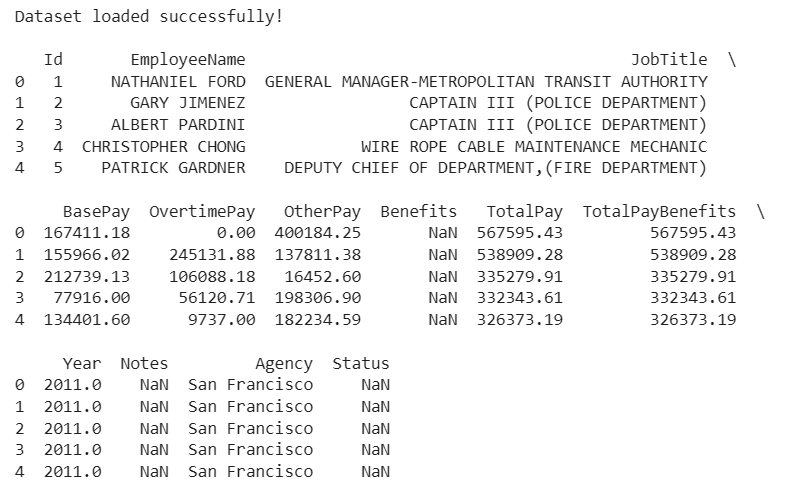 Dataset loaded successfully!
Id EmployeeName JobTitle \
0 1 NATHANIEL FORD GENERAL MANAGER-METROPOLITAN TRANSIT AUTHORITY
1 2 GARY JIMENEZ CAPTAIN III (POLICE DEPARTMENT)
2 3 ALBERT PARDINI CAPTAIN III (POLICE DEPARTMENT)
3 4 CHRISTOPHER CHONG WIRE ROPE CABLE MAINTENANCE MECHANIC
4 5 PATRICK GARDNER DEPUTY CHIEF OF DEPARTMENT,(FIRE DEPARTMENT)
BasePay OvertimePay OtherPay Benefits TotalPay TotalPayBenefits \
0 167411.18 0.00 400184.25 NaN 567595.43 567595.43
1 155966.02 245131.88 137811.38 NaN 538909.28 538909.28
2 212739.13 106088.18 16452.60 NaN 335279.91 335279.91
3 77916.00 56120.71 198306.90 NaN 332343.61 332343.61
4 134401.60 9737.00 182234.59 NaN 326373.19 326373.19
Year Notes Agency Status
0 2011.0 NaN San Francisco NaN
1 2011.0 NaN San Francisco NaN
2 2011.0 NaN San Francisco NaN
3 2011.0 NaN San Francisco NaN
4 2011.0 NaN San Francisco NaN